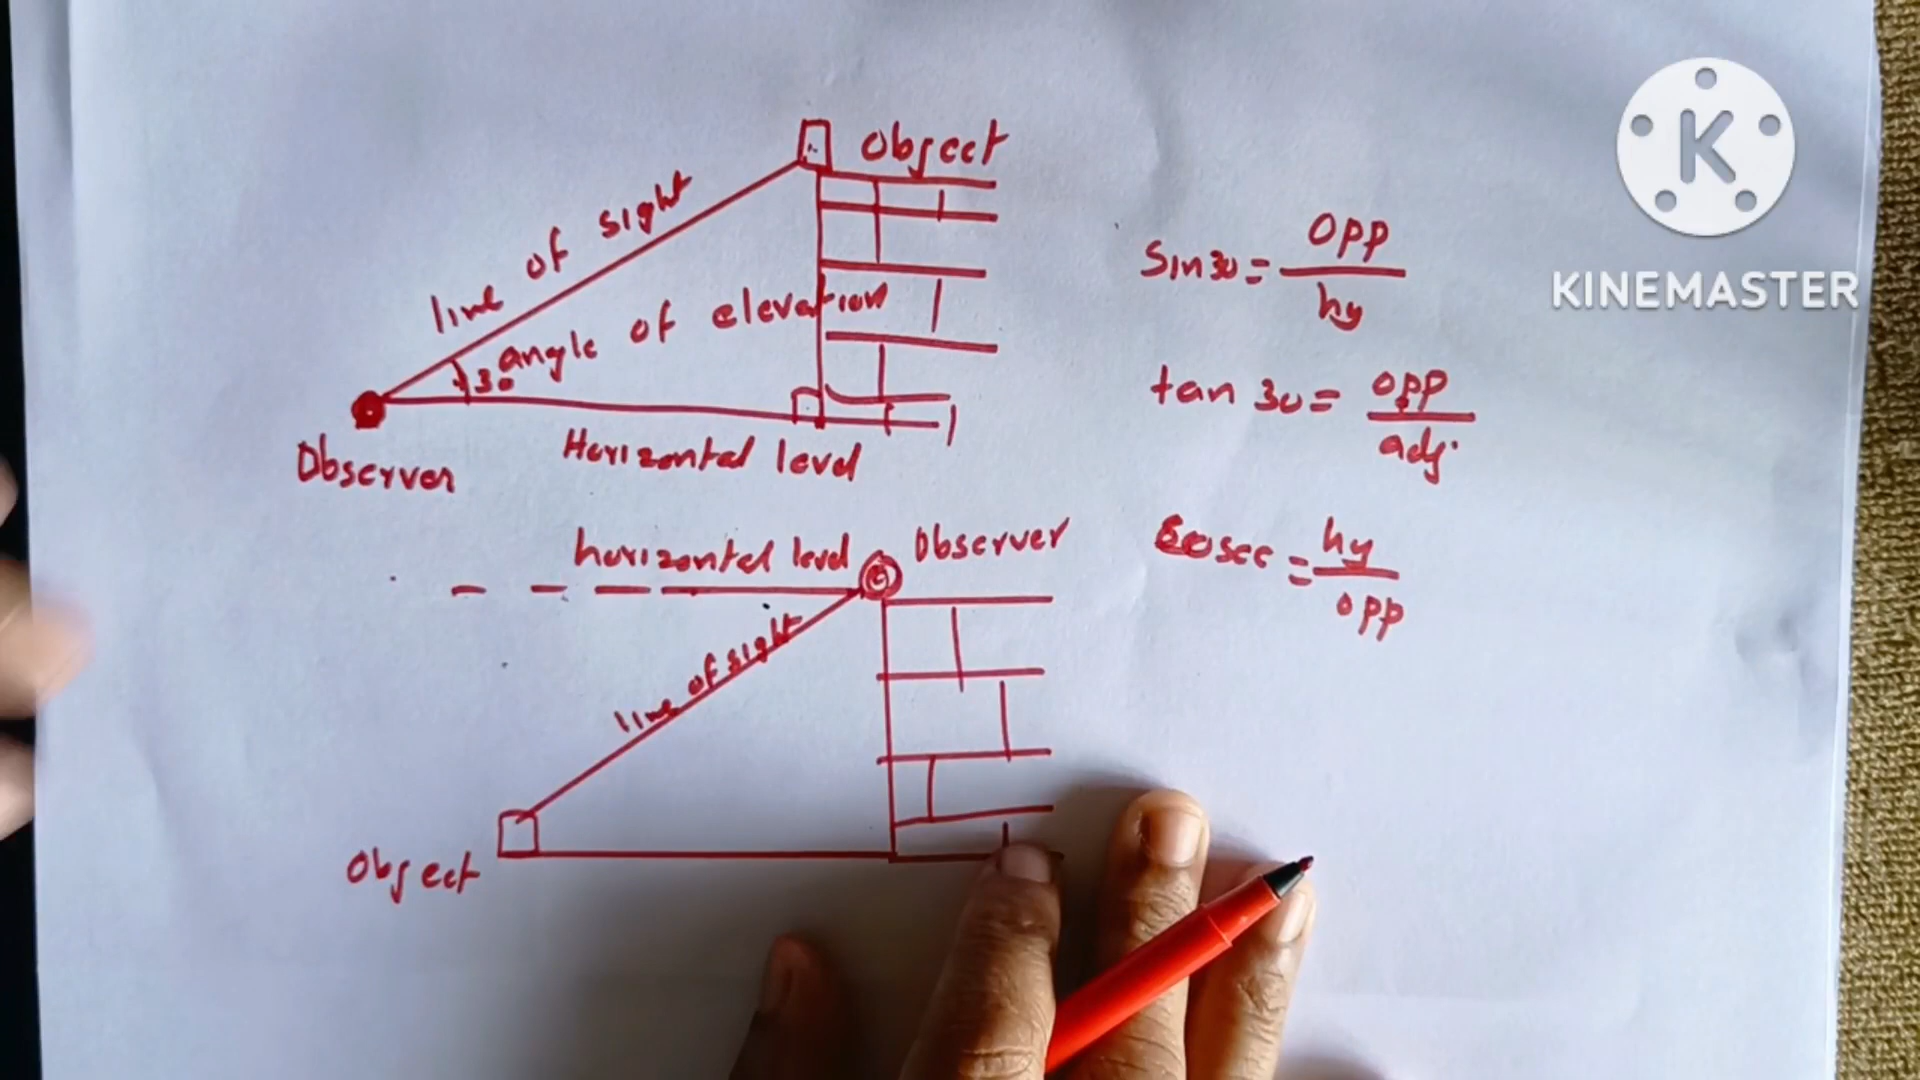 Object
line of sight
angle of elevation
30
Observer
Horizontal level
horizontal level
Observer
line of sight
Object
Sin 30 = Opp
hy
tan 30 = opp
adj.
Cosec = hy
opp
K
KINEMASTER